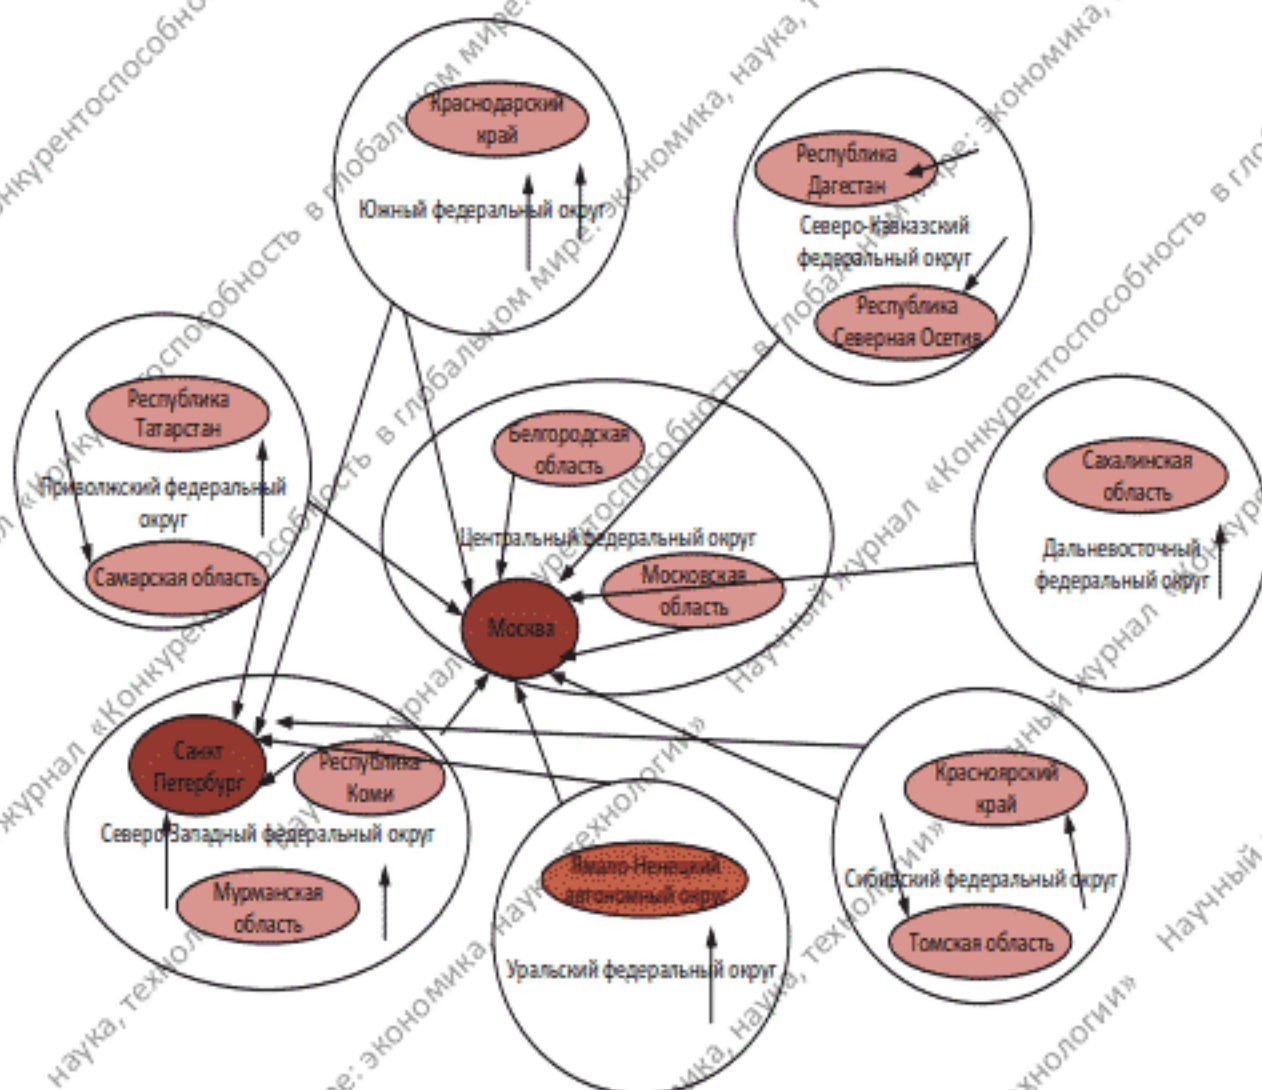 Краснодарский
край
Южный федеральный округ
Республика
Дагестан
Северо-Кавказский
федеральный округ
Республика
Северная Осетия
Республика
Татарстан
Приволжский федеральный
округ
Самарская область
Белгородская
область
Центральный федеральный округ
Московская
область
Москва
Сахалинская
область
Дальневосточный
федеральный округ
Санкт
Петербург
Республика
Коми
Северо-Западный федеральный округ
Мурманская
область
Ямало-Ненецкий
автономный округ
Уральский федеральный округ
Красноярский
край
Сибирский федеральный округ
Томская область
Научный журнал «Конкурентоспособность в глобальном мире: экономика, наука, технологии»